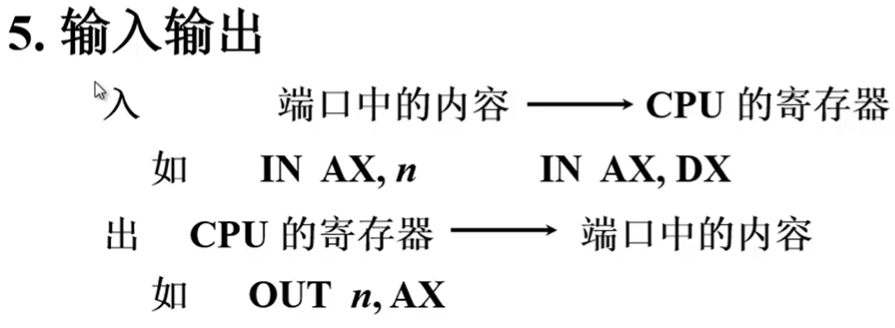 5. 输入输出
入 端口中的内容 → CPU 的寄存器
如 IN AX, n IN AX, DX
出 CPU 的寄存器 → 端口中的内容
如 OUT n, AX